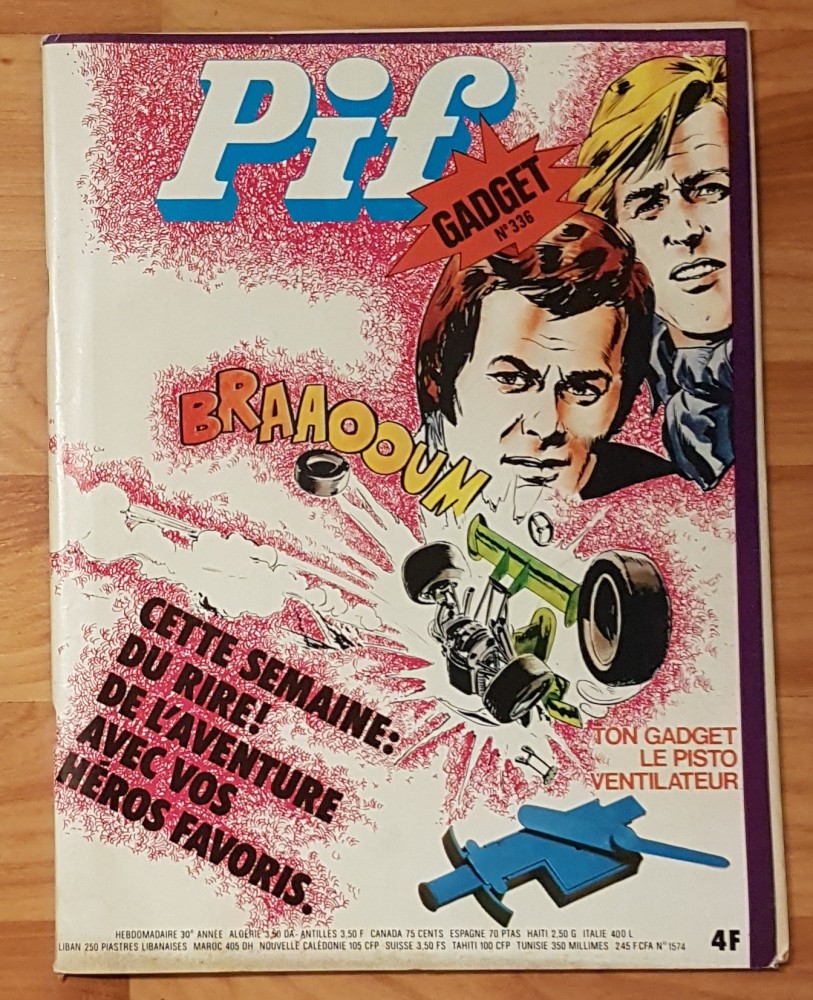 Pif
GADGET
N° 336
BRAAOOUM
CETTE SEMAINE:
DU RIRE!
DE L'AVENTURE
AVEC VOS
HÉROS FAVORIS.
TON GADGET
LE PISTO
VENTILATEUR
HEBDOMADAIRE 30e ANNÉE ALGÉRIE 3,50 DA - ANTILLES 3,50 F CANADA 75 CENTS ESPAGNE 70 PTAS HAITI 2,50 G ITALIE 400 L
LIBAN 250 PIASTRES LIBANAISES MAROC 405 DH NOUVELLE CALÉDONIE 105 CFP SUISSE 3,50 FS TAHITI 100 CFP TUNISIE 350 MILLIMES 245 F CFA N° 1574
4F